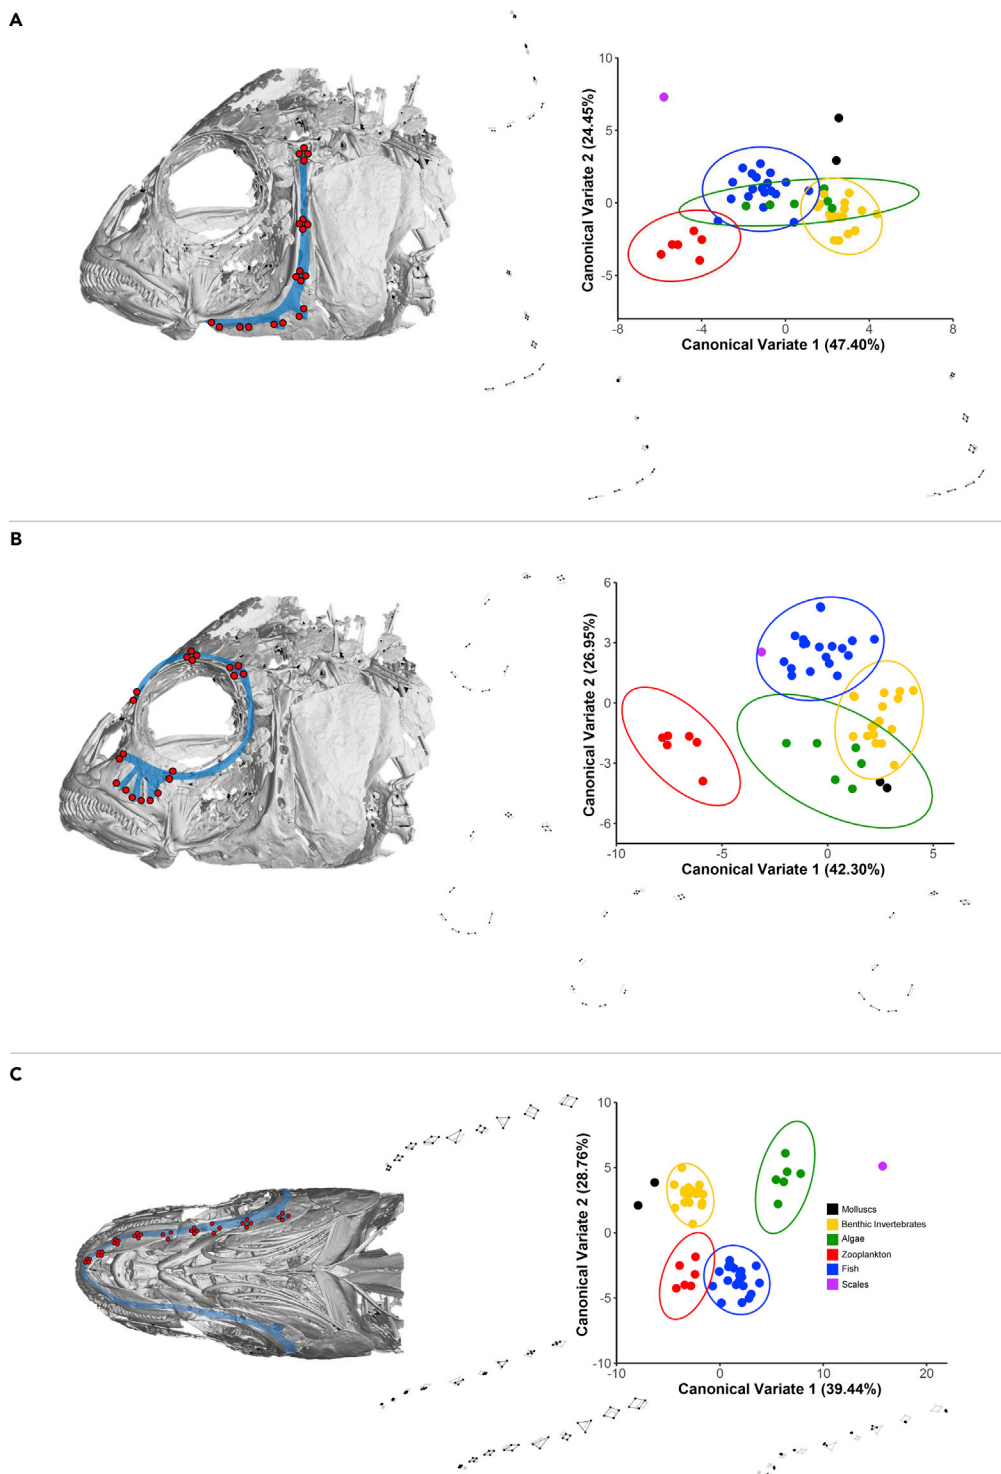 A
10
5
0
-5
-8
-4
0
4
8
Canonical Variate 2 (24.45%)
Canonical Variate 1 (47.40%)
B
6
3
0
-3
-6
-10
-5
0
5
Canonical Variate 2 (26.95%)
Canonical Variate 1 (42.30%)
C
10
5
0
-5
-10
-10
0
10
20
Canonical Variate 2 (28.76%)
Canonical Variate 1 (39.44%)
Molluscs
Benthic Invertebrates
Algae
Zooplankton
Fish
Scales